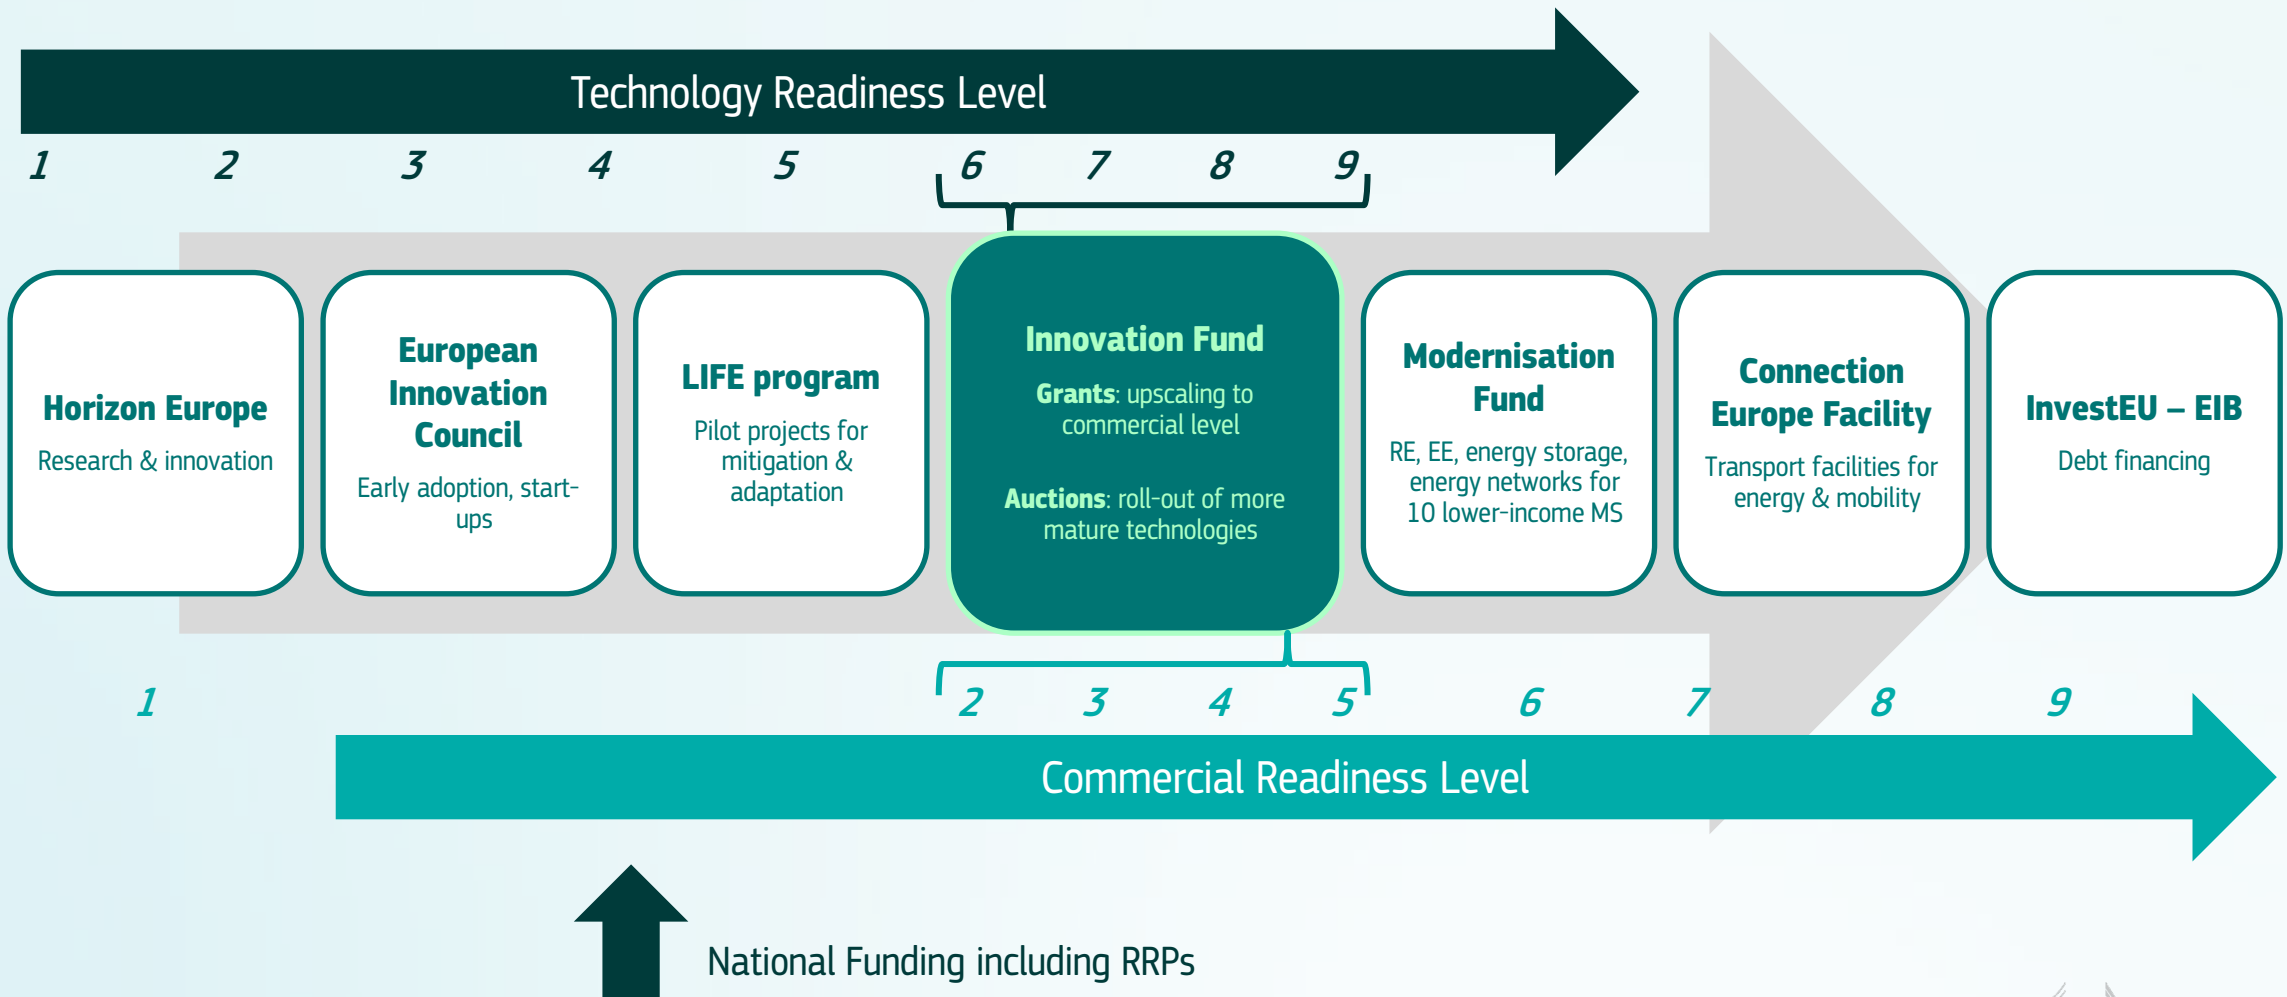 Technology Readiness Level
1 2 3 4 5 6 7 8 9
Horizon Europe
Research & innovation
European
Innovation
Council
Early adoption, start-
ups
LIFE program
Pilot projects for
mitigation &
adaptation
Innovation Fund
Grants: upscaling to
commercial level
Auctions: roll-out of more
mature technologies
Modernisation
Fund
RE, EE, energy storage,
energy networks for
10 lower-income MS
Connection
Europe Facility
Transport facilities for
energy & mobility
InvestEU – EIB
Debt financing
1 2 3 4 5 6 7 8 9
Commercial Readiness Level
National Funding including RRPs